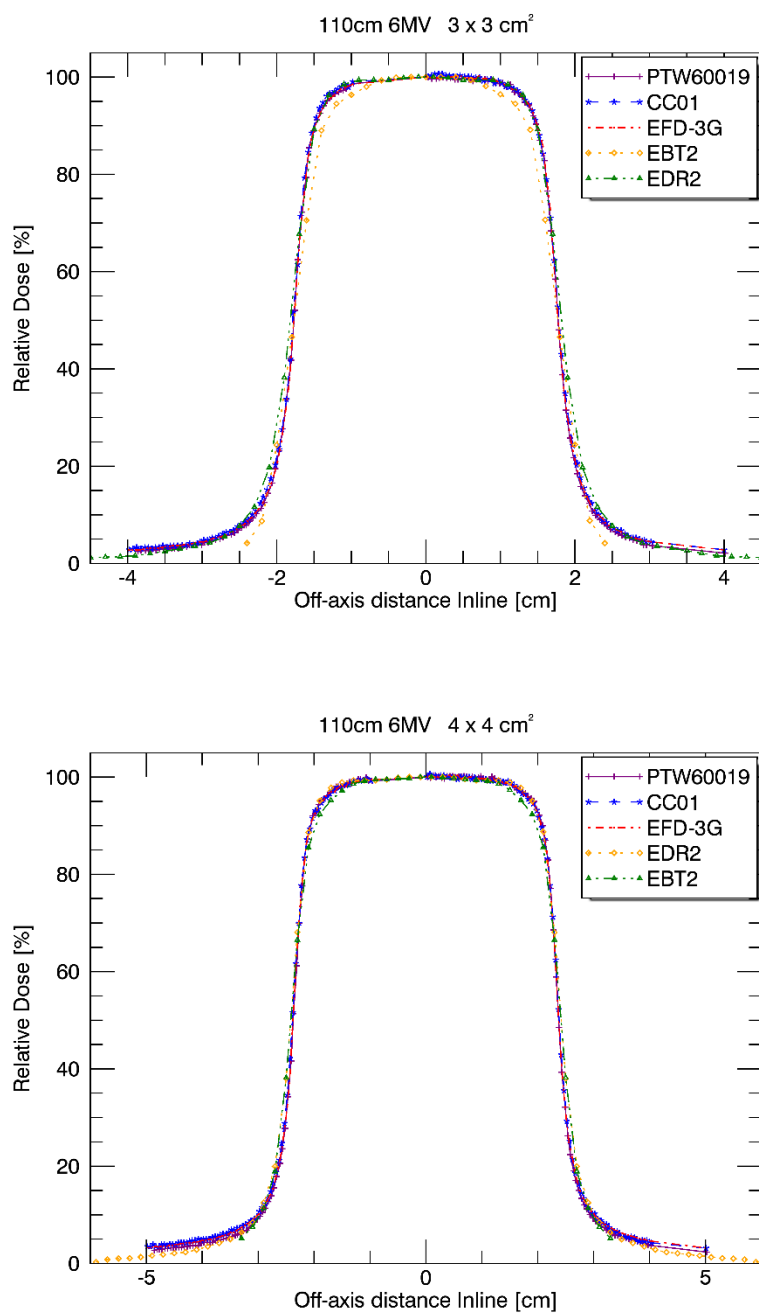 110cm 6MV 3 x 3 cm²
PTW60019
CC01
EFD-3G
EBT2
EDR2
Relative Dose [%]
100
80
60
40
20
0
-4 -2 0 2 4
Off-axis distance Inline [cm]
110cm 6MV 4 x 4 cm²
PTW60019
CC01
EFD-3G
EDR2
EBT2
Relative Dose [%]
100
80
60
40
20
0
-5 0 5
Off-axis distance Inline [cm]